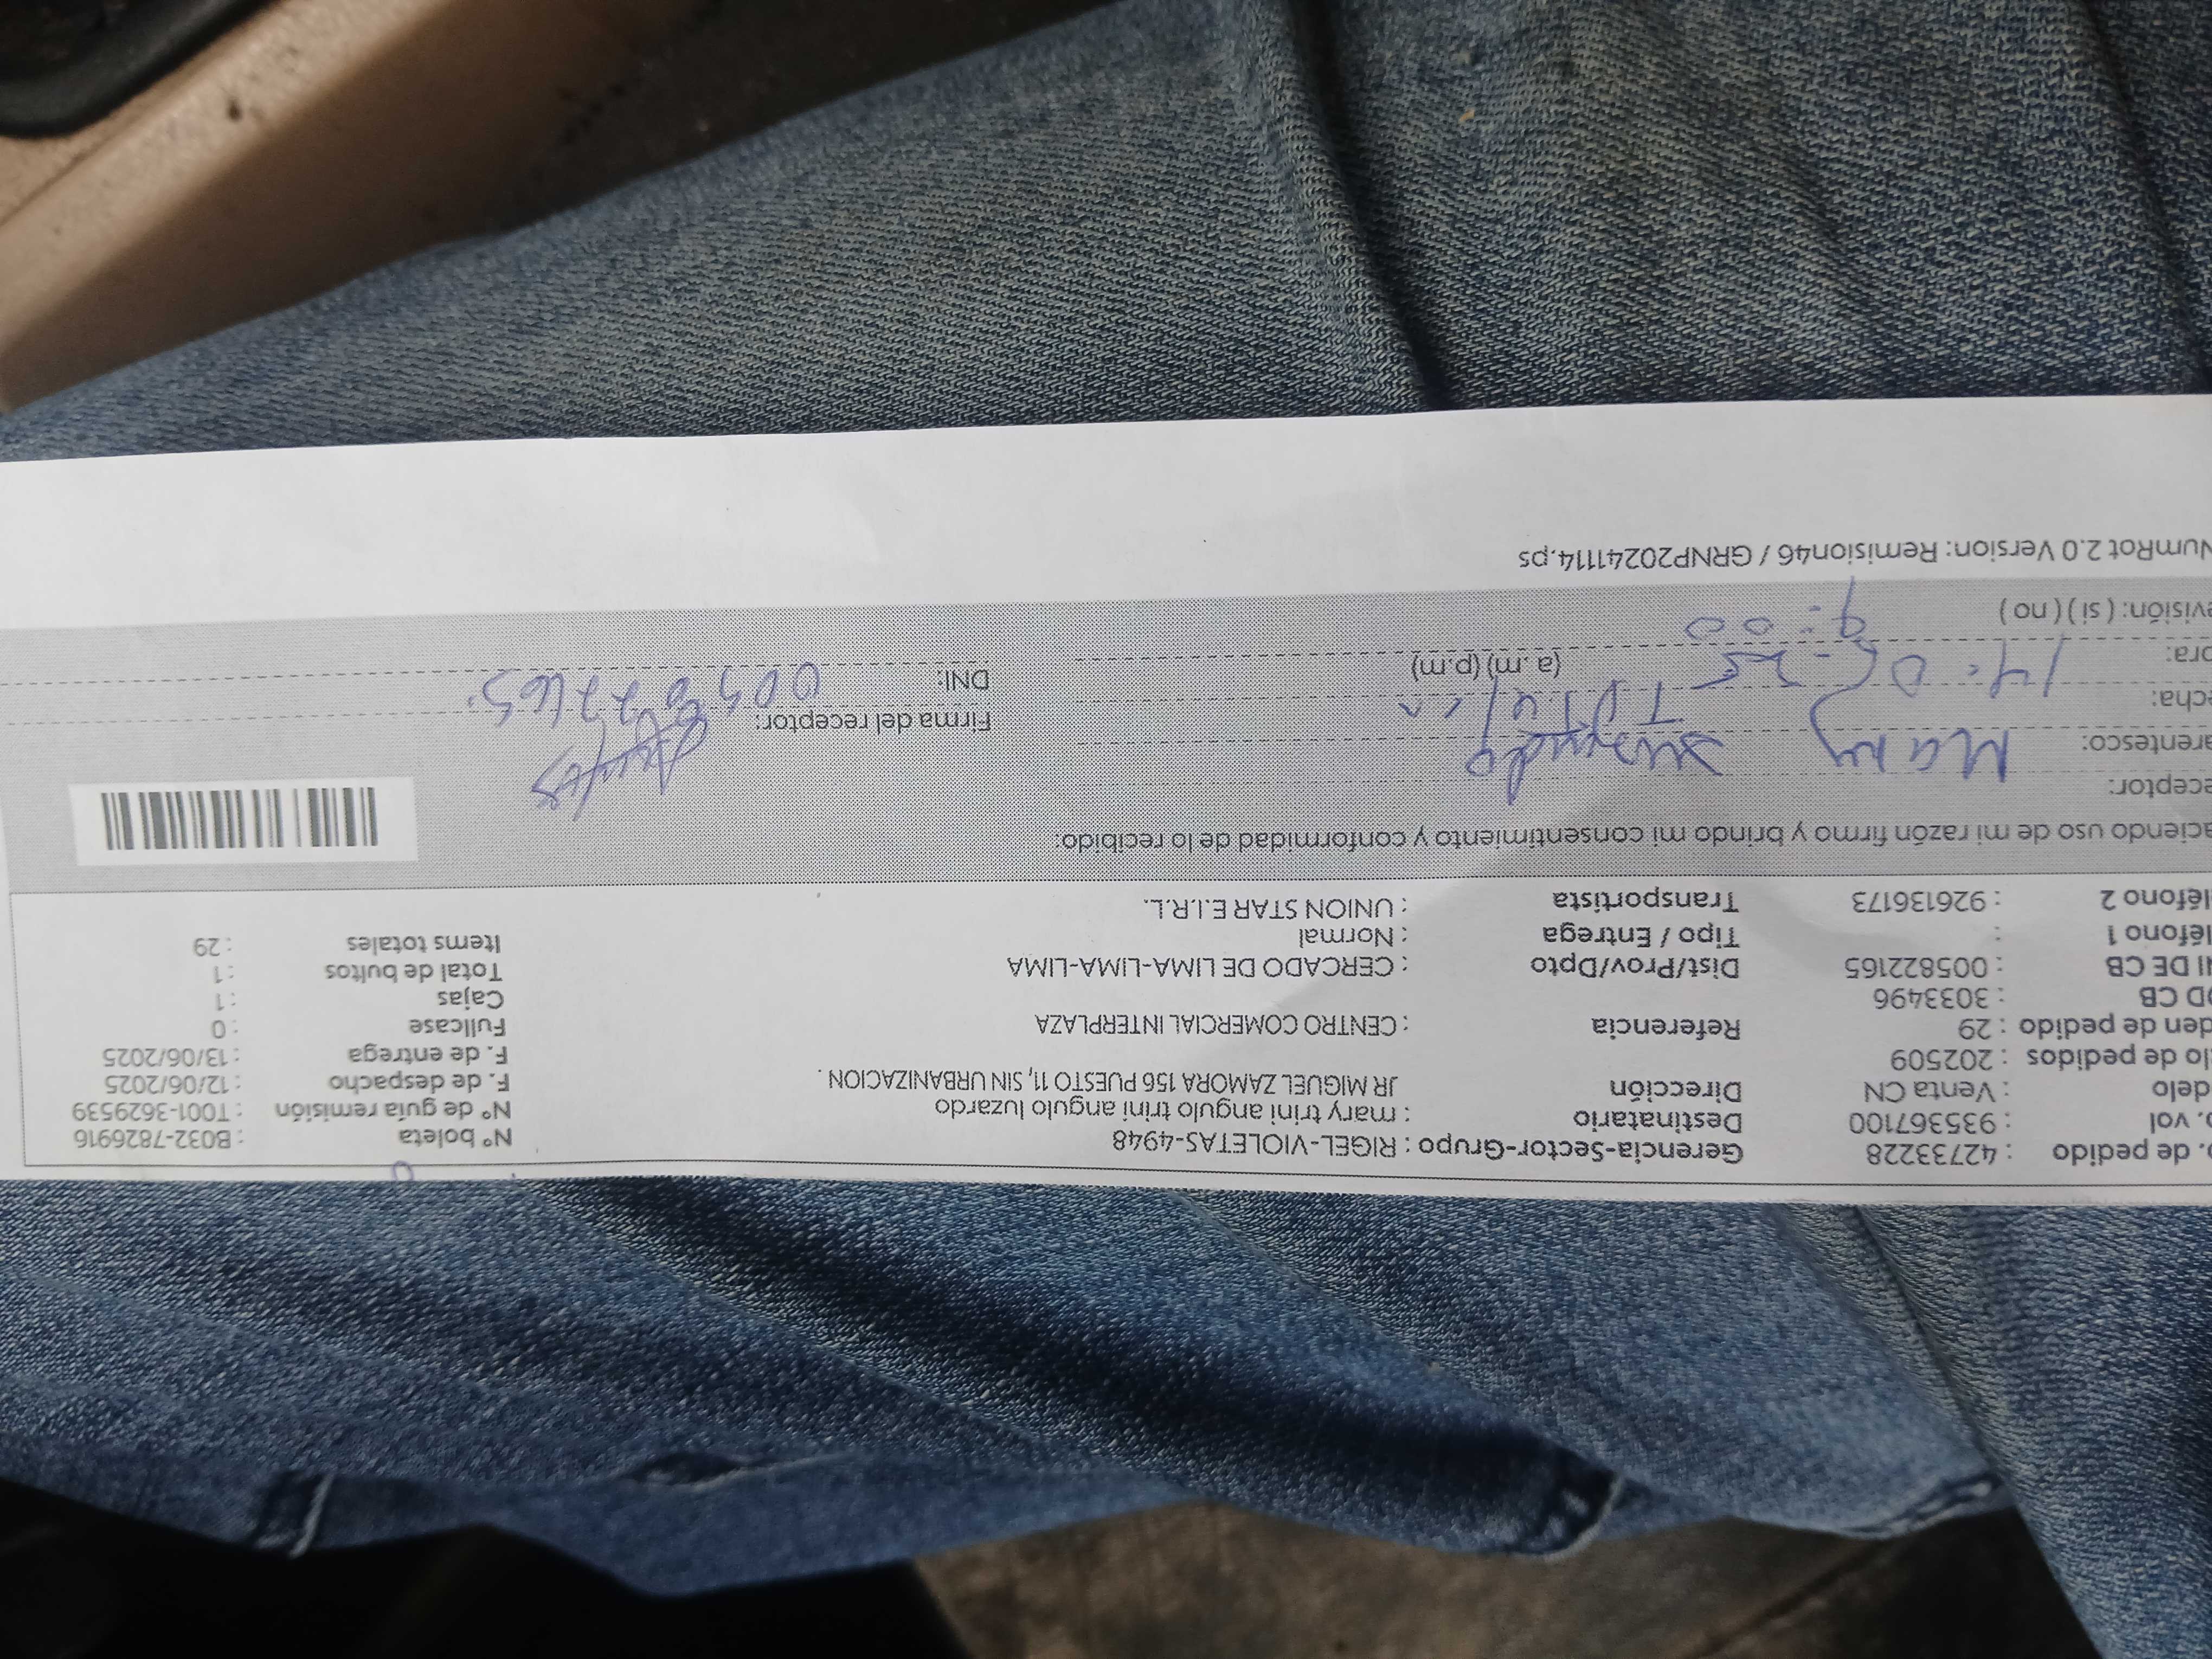 o. de pedido : 42733228 Gerencia-Sector-Grupo : RIGEL-VIOLETAS-4948 N° boleta : B032-7826916
o. vol : 935367100 Destinatario : mary trini angulo trini angulo luzardo N° de guía remisión : T001-3629539
delo : Venta CN Dirección JR MIGUEL ZAMORA 156 PUESTO 11, SIN URBANIZACION . F. de despacho : 12/06/2025
lo de pedidos : 202509 F. de entrega : 13/06/2025
den de pedido : 29 Referencia : CENTRO COMERCIAL INTERPLAZA Fullcase : 0
OD CB : 3033496 Cajas : 1
NI DE CB : 005822165 Dist/Prov/Dpto : CERCADO DE LIMA-LIMA-LIMA Total de bultos : 1
léfono 1 : Tipo / Entrega : Normal Items totales : 29
léfono 2 : 926136173 Transportista : UNION STAR E.I.R.L.
aciendo uso de mi razón firmo y brindo mi consentimiento y conformidad de lo recibido:
eceptor: Mary
arentesco:
echa: 14-0 Firma del receptor:
ora: (a. m) (p.m) DNI:
9:00
evisión: ( si ) ( no )
NumRot 2.0 Version: Remision46 / GRNP20241114.ps